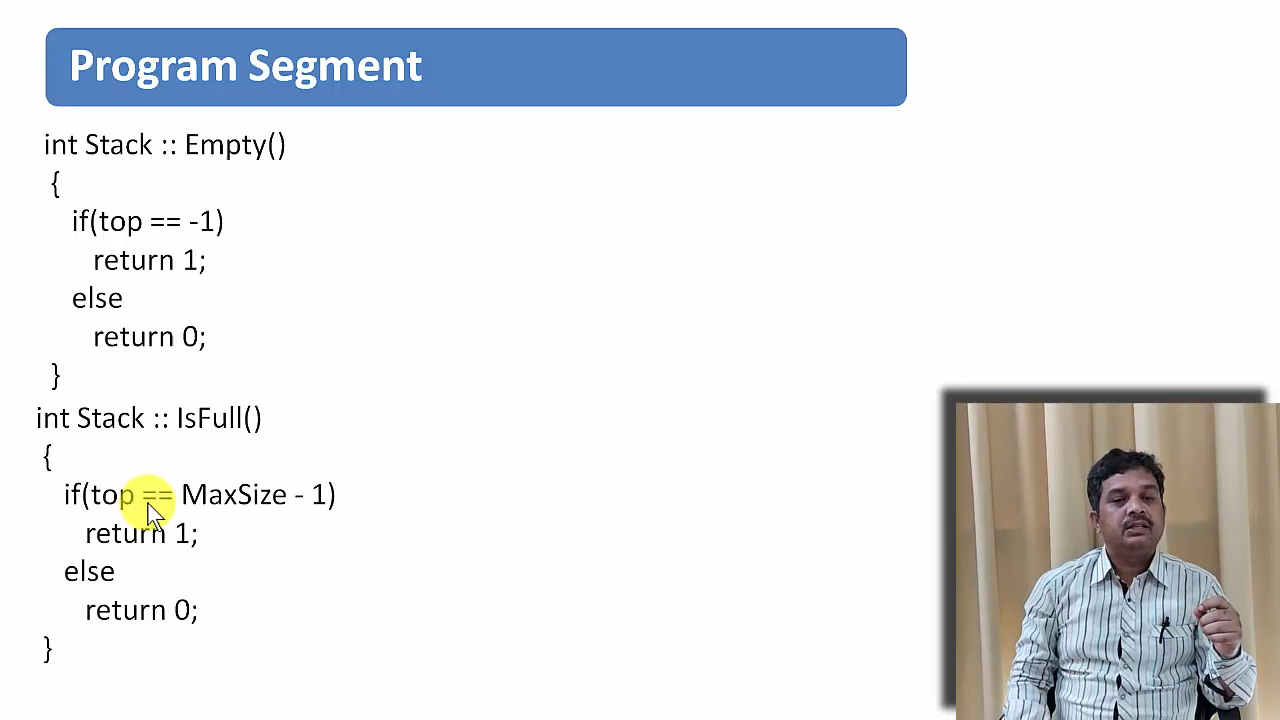 Program Segment
int Stack :: Empty()
{
if(top == -1)
return 1;
else
return 0;
}
int Stack :: IsFull()
{
if(top == MaxSize - 1)
return 1;
else
return 0;
}